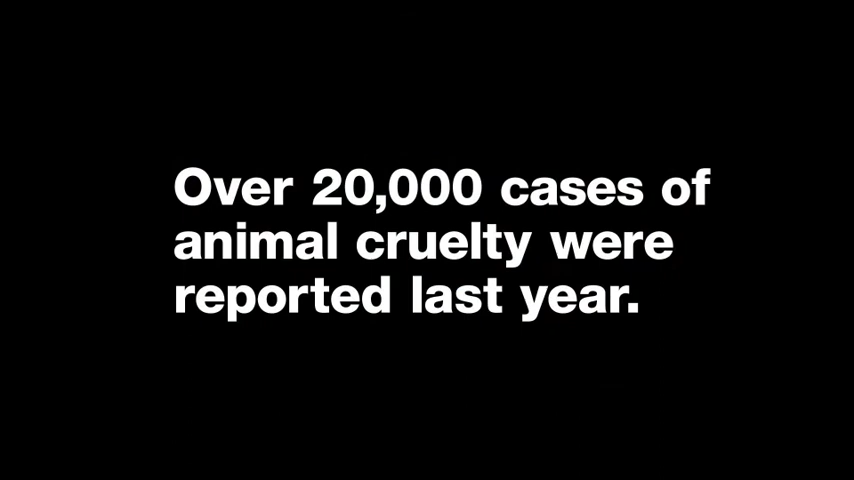 Over 20,000 cases of
animal cruelty were
reported last year.